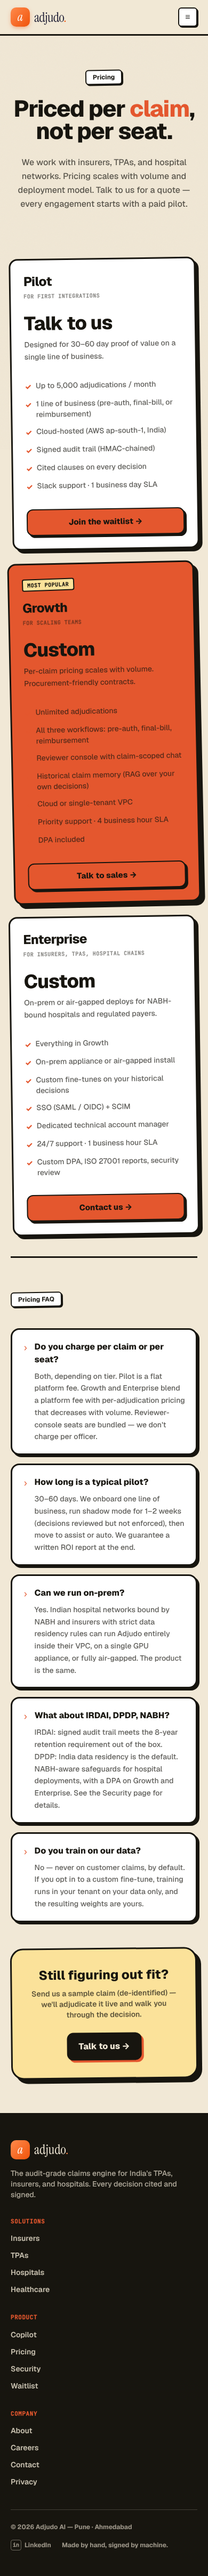 adjudo.
Pricing
Priced per claim,
not per seat.
We work with insurers, TPAs, and hospital
networks. Pricing scales with volume and
deployment model. Talk to us for a quote —
every engagement starts with a paid pilot.
Pilot
FOR FIRST INTEGRATIONS
Talk to us
Designed for 30–60 day proof of value on a
single line of business.
✓ Up to 5,000 adjudications / month
✓ 1 line of business (pre-auth, final-bill, or
reimbursement)
✓ Cloud-hosted (AWS ap-south-1, India)
✓ Signed audit trail (HMAC-chained)
✓ Cited clauses on every decision
✓ Slack support · 1 business day SLA
Join the waitlist →
MOST POPULAR
Growth
FOR SCALING TEAMS
Custom
Per-claim pricing scales with volume.
Procurement-friendly contracts.
Unlimited adjudications
All three workflows: pre-auth, final-bill,
reimbursement
Reviewer console with claim-scoped chat
Historical claim memory (RAG over your
own decisions)
Cloud or single-tenant VPC
Priority support · 4 business hour SLA
DPA included
Talk to sales →
Enterprise
FOR INSURERS, TPAS, HOSPITAL CHAINS
Custom
On-prem or air-gapped deploys for NABH-
bound hospitals and regulated payers.
✓ Everything in Growth
✓ On-prem appliance or air-gapped install
✓ Custom fine-tunes on your historical
decisions
✓ SSO (SAML / OIDC) + SCIM
✓ Dedicated technical account manager
✓ 24/7 support · 1 business hour SLA
✓ Custom DPA, ISO 27001 reports, security
review
Contact us →
Pricing FAQ
› Do you charge per claim or per
seat?
Both, depending on tier. Pilot is a flat
platform fee. Growth and Enterprise blend
a platform fee with per-adjudication pricing
that decreases with volume. Reviewer-
console seats are bundled — we don't
charge per officer.
› How long is a typical pilot?
30–60 days. We onboard one line of
business, run shadow mode for 1–2 weeks
(decisions reviewed but not enforced), then
move to assist or auto. We guarantee a
written ROI report at the end.
› Can we run on-prem?
Yes. Indian hospital networks bound by
NABH and insurers with strict data
residency rules can run Adjudo entirely
inside their VPC, on a single GPU
appliance, or fully air-gapped. The product
is the same.
› What about IRDAI, DPDP, NABH?
IRDAI: signed audit trail meets the 8-year
retention requirement out of the box.
DPDP: India data residency is the default.
NABH-aware safeguards for hospital
deployments, with a DPA on Growth and
Enterprise. See the Security page for
details.
› Do you train on our data?
No — never on customer claims, by default.
If you opt in to a custom fine-tune, training
runs in your tenant on your data only, and
the resulting weights are yours.
Still figuring out fit?
Send us a sample claim (de-identified) —
we'll adjudicate it live and walk you
through the decision.
Talk to us →
adjudo.
The audit-grade claims engine for India's TPAs,
insurers, and hospitals. Every decision cited and
signed.
SOLUTIONS
Insurers
TPAs
Hospitals
Healthcare
PRODUCT
Copilot
Pricing
Security
Waitlist
COMPANY
About
Careers
Contact
Privacy
© 2026 Adjudo AI — Pune · Ahmedabad
in LinkedIn Made by hand, signed by machine.